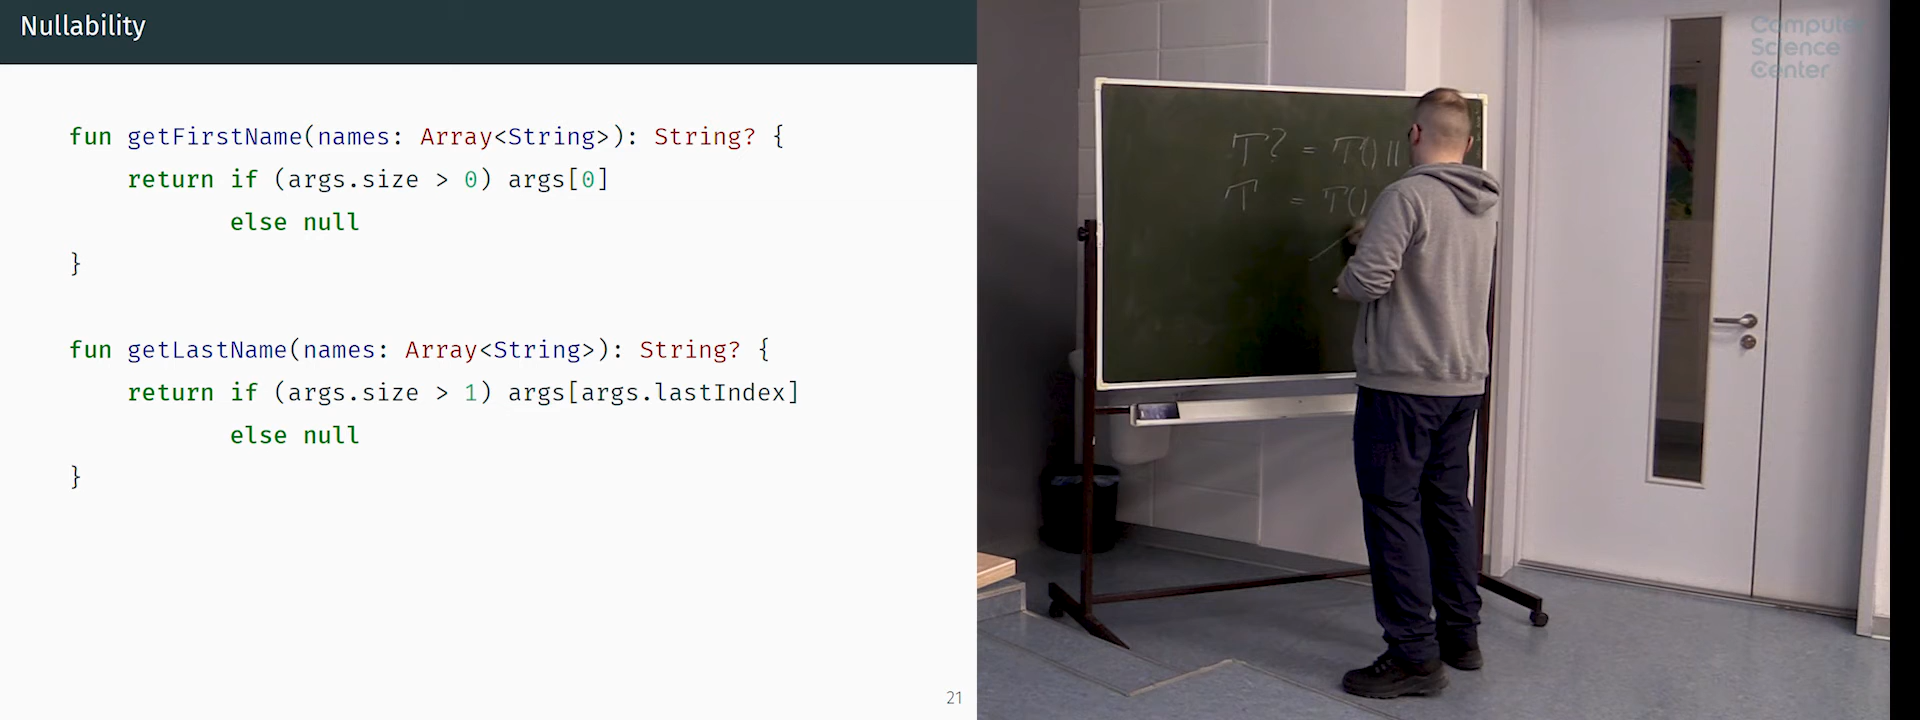 Nullability
fun getFirstName(names: Array<String>): String? {
return if (args.size > 0) args[0]
else null
}
fun getLastName(names: Array<String>): String? {
return if (args.size > 1) args[args.lastIndex]
else null
}
21
Computer
Science
Center
T? = T() ||
T = T()